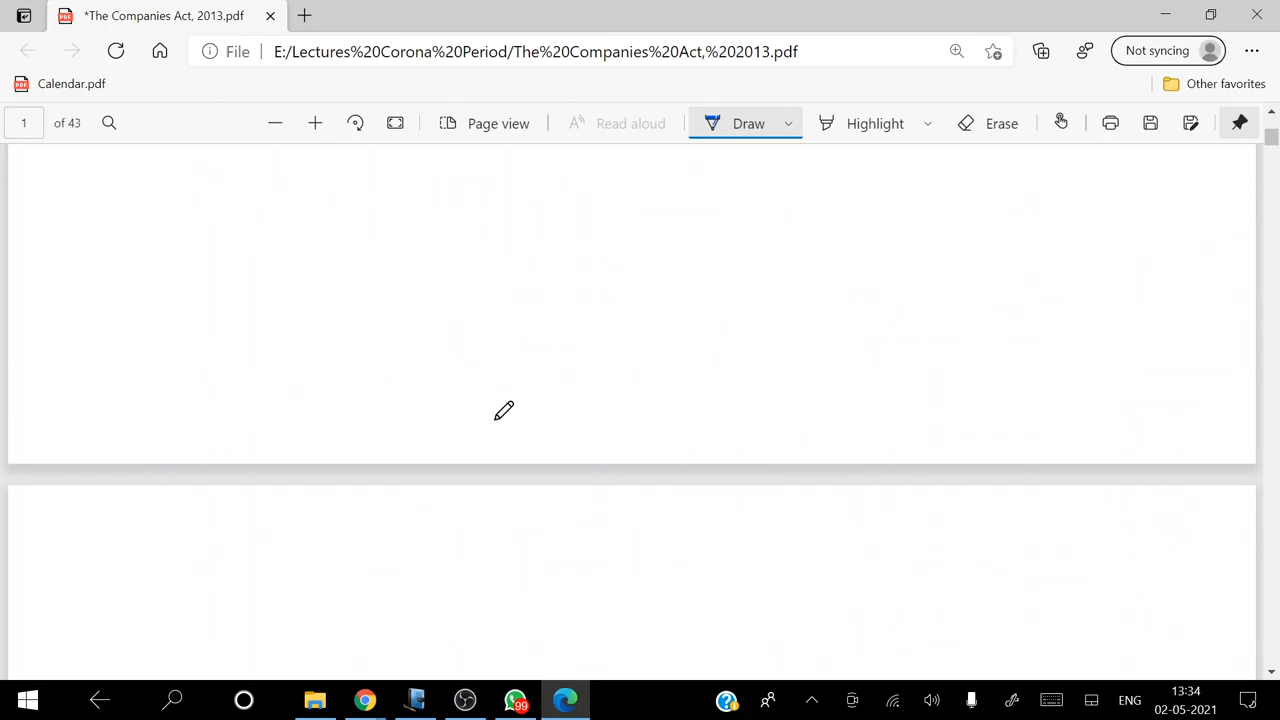 *The Companies Act, 2013.pdf
File E:/Lectures%20Corona%20Period/The%20Companies%20Act,%202013.pdf
Not syncing
Calendar.pdf
Other favorites
1 of 43
Page view
Read aloud
Draw
Highlight
Erase
99
ENG
13:34
02-05-2021